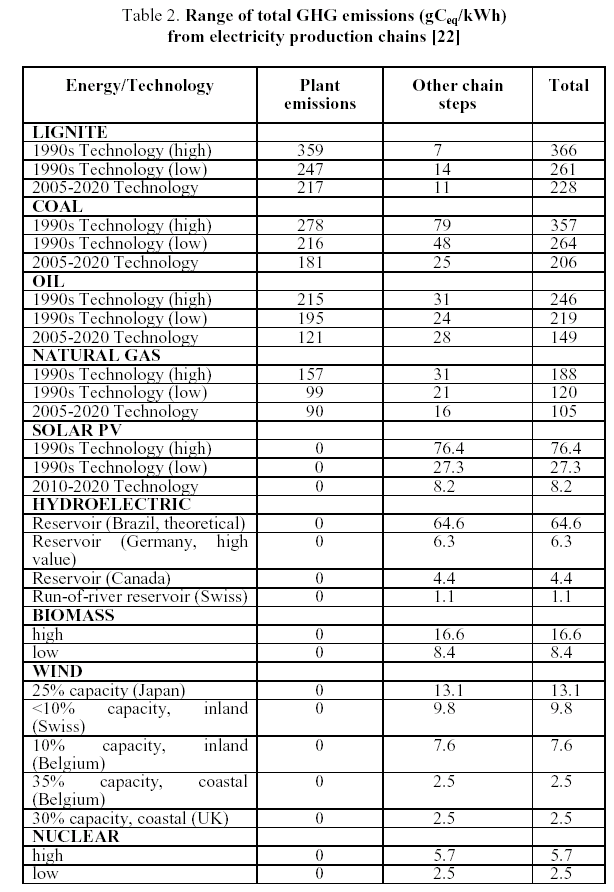 Table 2. Range of total GHG emissions (gCeq/kWh)
from electricity production chains [22]
Energy/Technology Plant emissions Other chain steps Total
LIGNITE
1990s Technology (high) 359 7 366
1990s Technology (low) 247 14 261
2005-2020 Technology 217 11 228
COAL
1990s Technology (high) 278 79 357
1990s Technology (low) 216 48 264
2005-2020 Technology 181 25 206
OIL
1990s Technology (high) 215 31 246
1990s Technology (low) 195 24 219
2005-2020 Technology 121 28 149
NATURAL GAS
1990s Technology (high) 157 31 188
1990s Technology (low) 99 21 120
2005-2020 Technology 90 16 105
SOLAR PV
1990s Technology (high) 0 76.4 76.4
1990s Technology (low) 0 27.3 27.3
2010-2020 Technology 0 8.2 8.2
HYDROELECTRIC
Reservoir (Brazil, theoretical) 0 64.6 64.6
Reservoir (Germany, high value) 0 6.3 6.3
Reservoir (Canada) 0 4.4 4.4
Run-of-river reservoir (Swiss) 0 1.1 1.1
BIOMASS
high 0 16.6 16.6
low 0 8.4 8.4
WIND
25% capacity (Japan) 0 13.1 13.1
<10% capacity, inland (Swiss) 0 9.8 9.8
10% capacity, inland (Belgium) 0 7.6 7.6
35% capacity, coastal (Belgium) 0 2.5 2.5
30% capacity, coastal (UK) 0 2.5 2.5
NUCLEAR
high 0 5.7 5.7
low 0 2.5 2.5